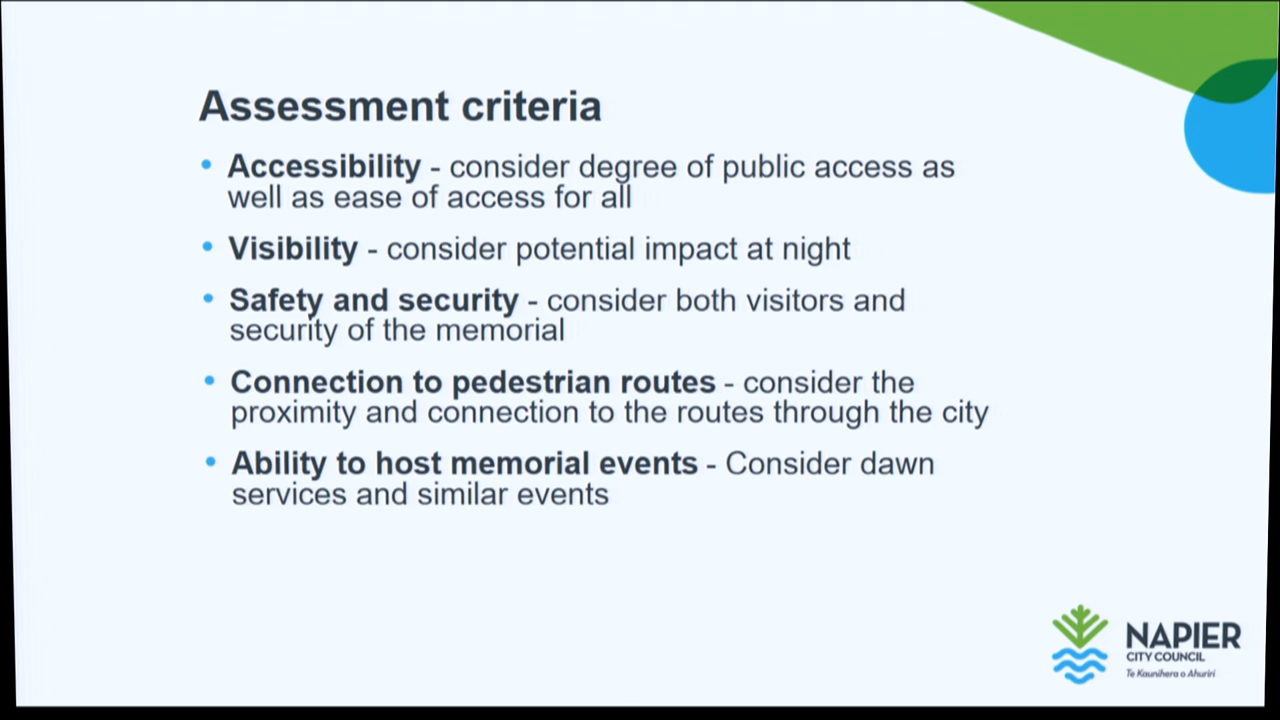 Assessment criteria
• Accessibility - consider degree of public access as
well as ease of access for all
• Visibility - consider potential impact at night
• Safety and security - consider both visitors and
security of the memorial
• Connection to pedestrian routes - consider the
proximity and connection to the routes through the city
• Ability to host memorial events - Consider dawn
services and similar events
NAPIER
CITY COUNCIL
Te Kaunihera o Ahuriri